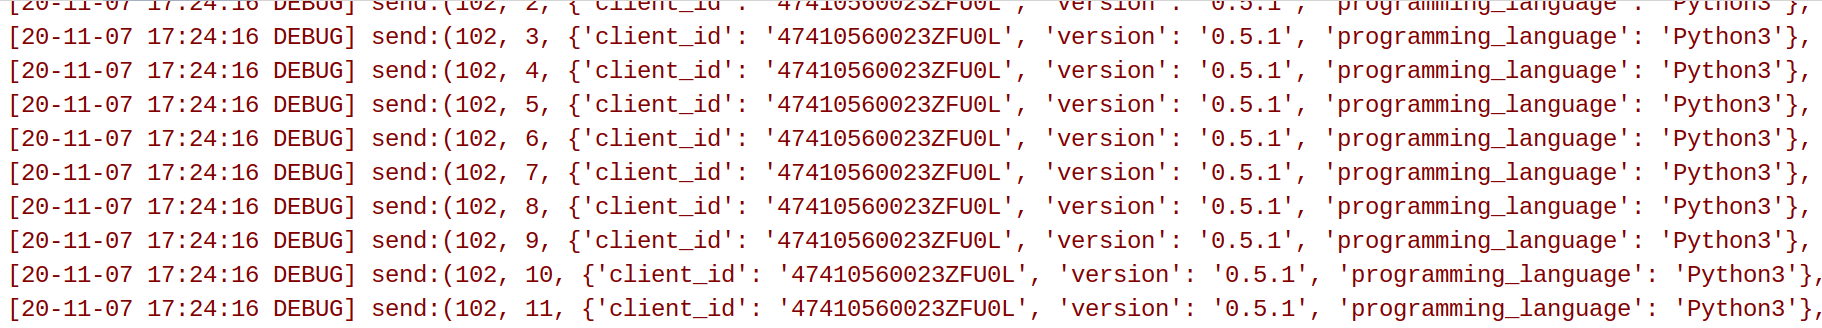 [20-11-07 17:24:16 DEBUG] send:(102, 2, {'client_id': '47410560023ZFU0L', 'version': '0.5.1', 'programming_language': 'Python3'},
[20-11-07 17:24:16 DEBUG] send:(102, 3, {'client_id': '47410560023ZFU0L', 'version': '0.5.1', 'programming_language': 'Python3'},
[20-11-07 17:24:16 DEBUG] send:(102, 4, {'client_id': '47410560023ZFU0L', 'version': '0.5.1', 'programming_language': 'Python3'},
[20-11-07 17:24:16 DEBUG] send:(102, 5, {'client_id': '47410560023ZFU0L', 'version': '0.5.1', 'programming_language': 'Python3'},
[20-11-07 17:24:16 DEBUG] send:(102, 6, {'client_id': '47410560023ZFU0L', 'version': '0.5.1', 'programming_language': 'Python3'},
[20-11-07 17:24:16 DEBUG] send:(102, 7, {'client_id': '47410560023ZFU0L', 'version': '0.5.1', 'programming_language': 'Python3'},
[20-11-07 17:24:16 DEBUG] send:(102, 8, {'client_id': '47410560023ZFU0L', 'version': '0.5.1', 'programming_language': 'Python3'},
[20-11-07 17:24:16 DEBUG] send:(102, 9, {'client_id': '47410560023ZFU0L', 'version': '0.5.1', 'programming_language': 'Python3'},
[20-11-07 17:24:16 DEBUG] send:(102, 10, {'client_id': '47410560023ZFU0L', 'version': '0.5.1', 'programming_language': 'Python3'},
[20-11-07 17:24:16 DEBUG] send:(102, 11, {'client_id': '47410560023ZFU0L', 'version': '0.5.1', 'programming_language': 'Python3'},